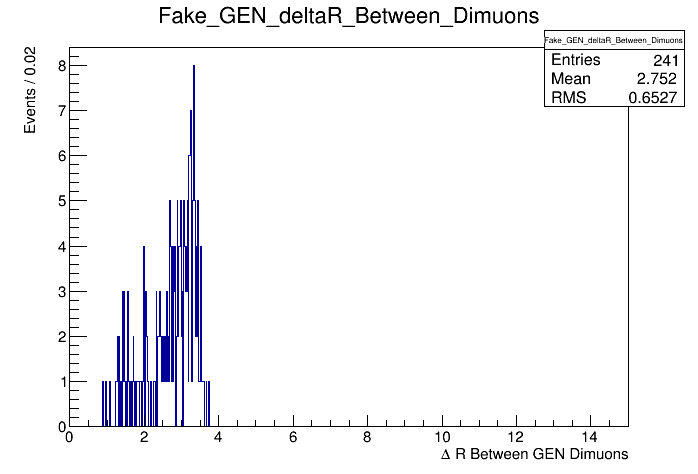 Fake_GEN_deltaR_Between_Dimuons
Fake_GEN_deltaR_Between_Dimuons
Entries 241
Mean 2.752
RMS 0.6527
Events / 0.02
8
7
6
5
4
3
2
1
0
0 2 4 6 8 10 12 14
Δ R Between GEN Dimuons